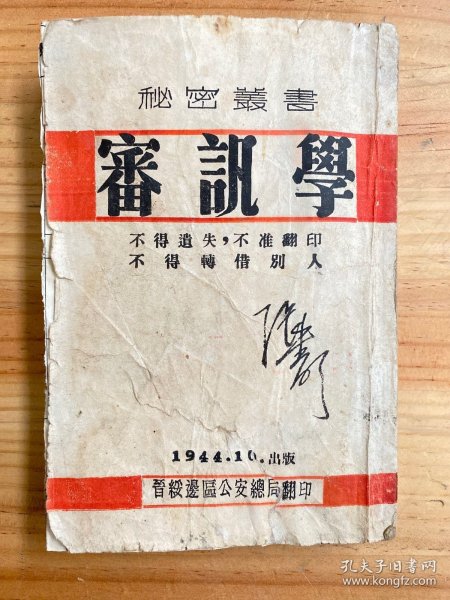 秘密叢書
審訊學
不得遺失，不准翻印
不得轉借別人
1944.10.出版
晉綏邊區公安總局翻印
孔夫子旧书网
www.kongfz.com